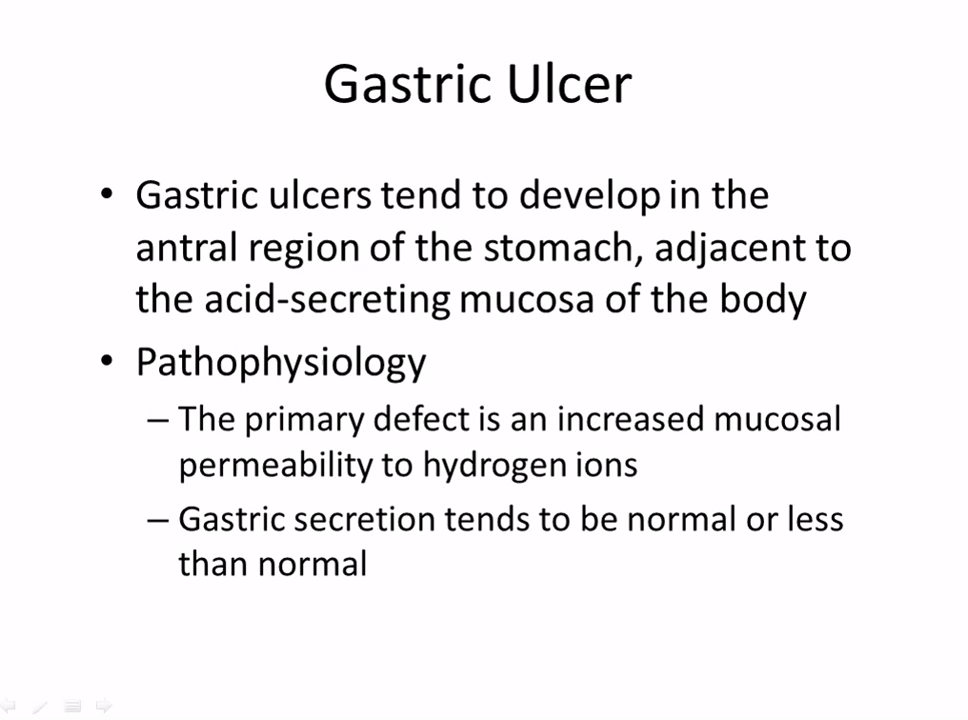 Gastric Ulcer
• Gastric ulcers tend to develop in the
antral region of the stomach, adjacent to
the acid-secreting mucosa of the body
• Pathophysiology
– The primary defect is an increased mucosal
permeability to hydrogen ions
– Gastric secretion tends to be normal or less
than normal